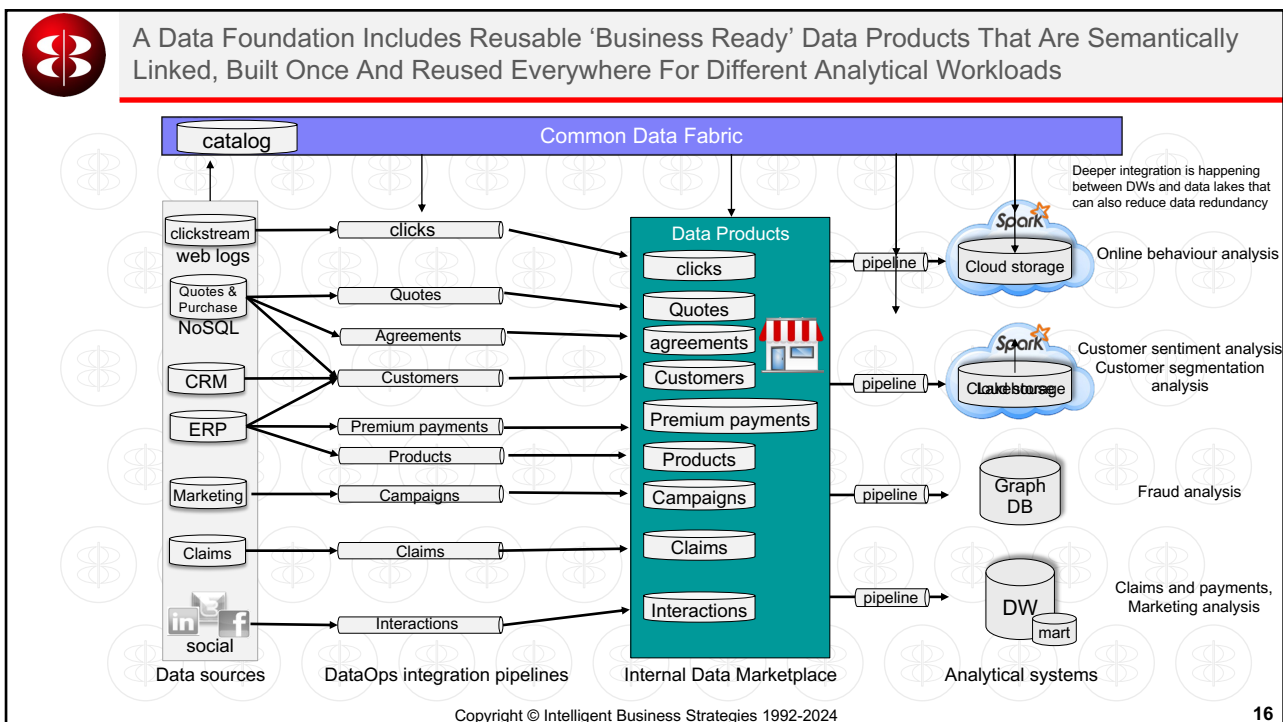 A Data Foundation Includes Reusable ‘Business Ready’ Data Products That Are Semantically
Linked, Built Once And Reused Everywhere For Different Analytical Workloads
catalog
Common Data Fabric
Deeper integration is happening
between DWs and data lakes that
can also reduce data redundancy
clickstream
web logs
Quotes &
Purchase
NoSQL
CRM
ERP
Marketing
Claims
in
f
social
Data sources
clicks
Quotes
Agreements
Customers
Premium payments
Products
Campaigns
Claims
Interactions
DataOps integration pipelines
Data Products
clicks
Quotes
agreements
Customers
Premium payments
Products
Campaigns
Claims
Interactions
Internal Data Marketplace
pipeline
pipeline
pipeline
pipeline
Spark
Cloud storage
Online behaviour analysis
Spark
Cloud storage
Lakehouse
Customer sentiment analysis
Customer segmentation
analysis
Graph
DB
Fraud analysis
DW
mart
Claims and payments,
Marketing analysis
Analytical systems
Copyright © Intelligent Business Strategies 1992-2024
16